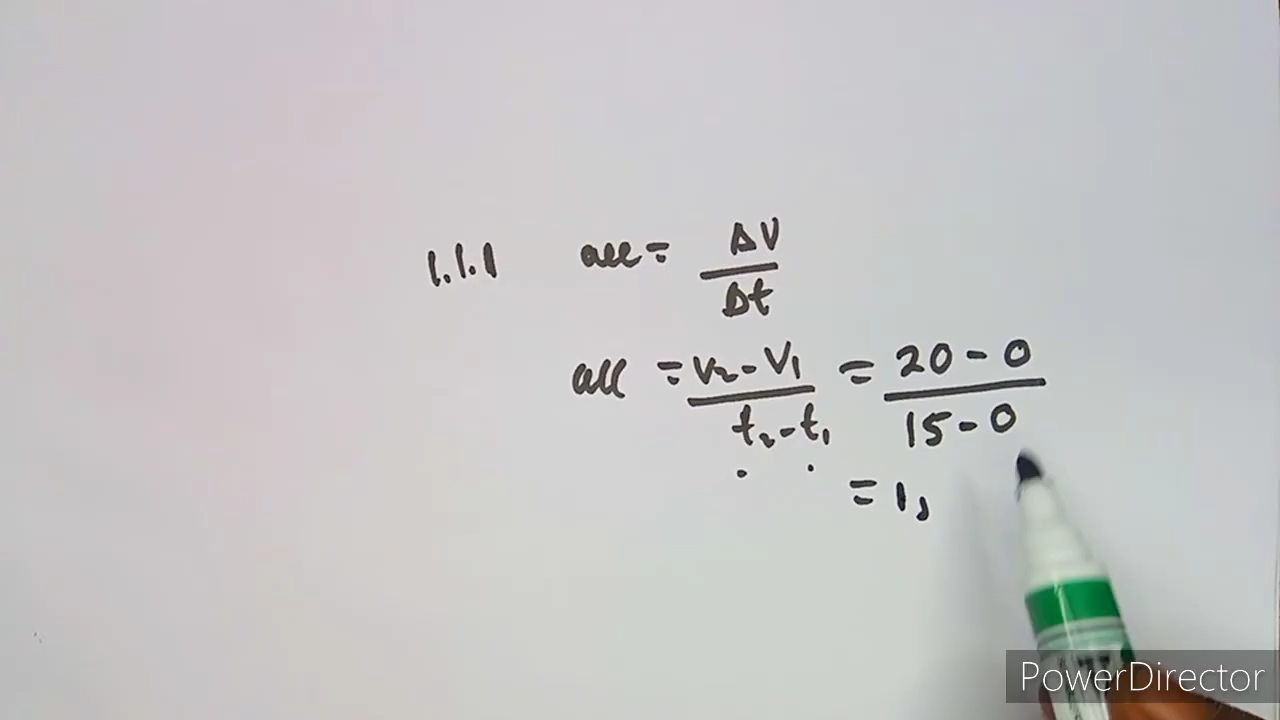 1.1.1 acc = ΔV / Δt
acc = V₂ - V₁ / t₂ - t₁ = 20 - 0 / 15 - 0
= 1,
PowerDirector